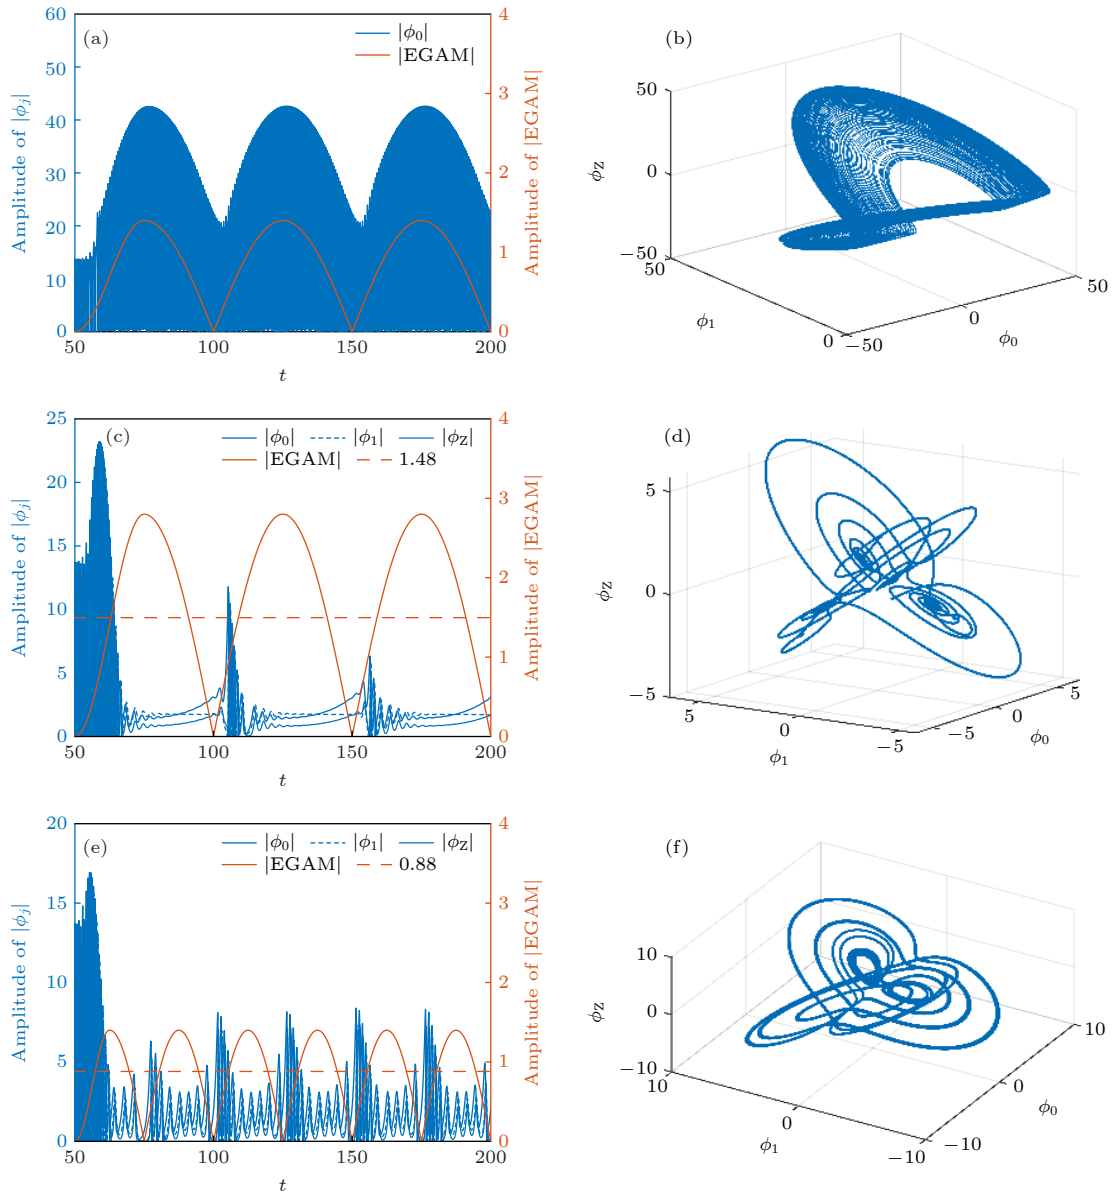 (a)
|ϕ0|
|EGAM|
Amplitude of |ϕj|
60
50
40
30
20
10
0
Amplitude of |EGAM|
4
3
2
1
0
50 100 150 200
t
(b)
ϕZ
50
0
−50
50
ϕ1
0
−50
0
ϕ0
50
(c)
|ϕ0| |ϕ1| |ϕZ|
|EGAM| 1.48
Amplitude of |ϕj|
25
20
15
10
5
0
Amplitude of |EGAM|
4
3
2
1
0
50 100 150 200
t
(d)
ϕZ
5
0
−5
5
0
−5
ϕ1
−5
0
5
ϕ0
(e)
|ϕ0| |ϕ1| |ϕZ|
|EGAM| 0.88
Amplitude of |ϕj|
20
15
10
5
0
Amplitude of |EGAM|
4
3
2
1
0
50 100 150 200
t
(f)
ϕZ
10
0
−10
10
0
−10
ϕ1
−10
0
10
ϕ0